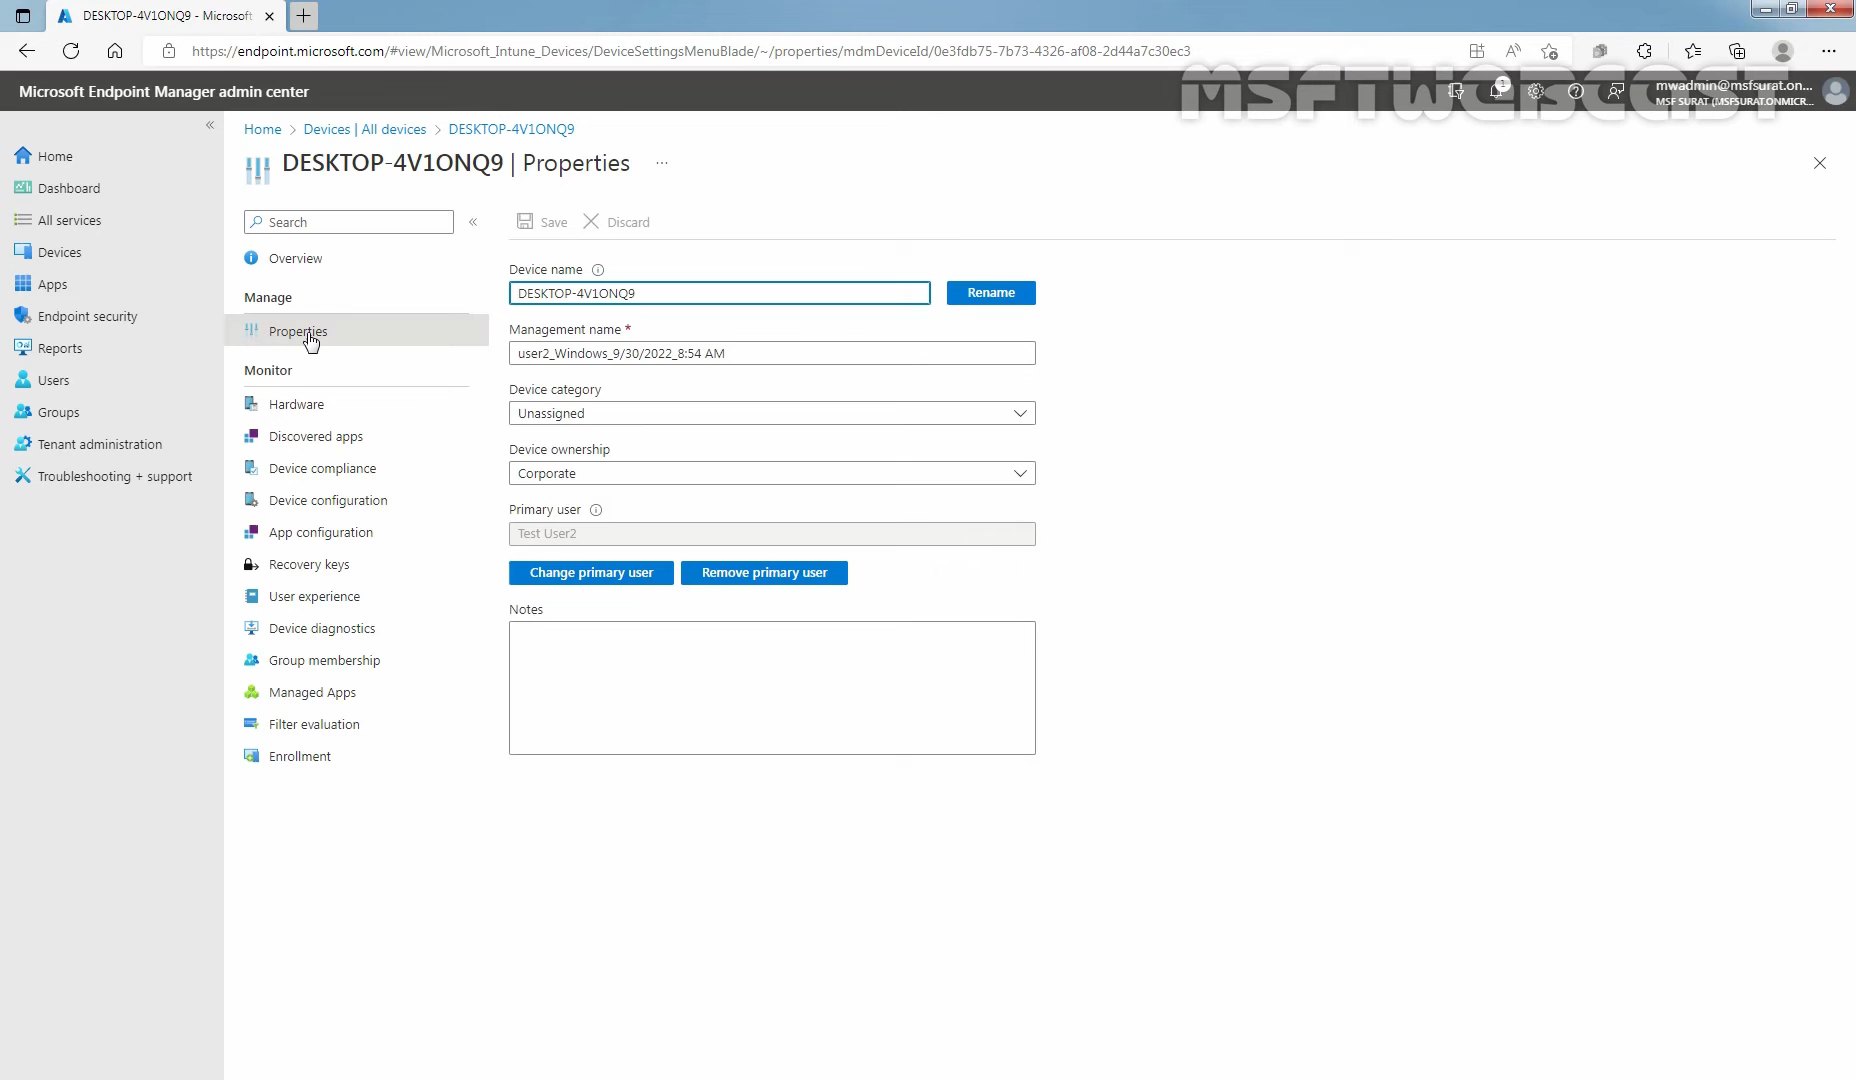 DESKTOP-4V1ONQ9 - Microsoft
https://endpoint.microsoft.com/#view/Microsoft_Intune_Devices/DeviceSettingsMenuBlade/~/properties/mdmDeviceId/0e3fdb75-7b73-4326-af08-2d44a7c30ec3
MSFTWEBCAST
Microsoft Endpoint Manager admin center
1
mwadmin@msfsurat.on...
MSF SURAT (MSFSURAT.ONMICR...
Home > Devices | All devices > DESKTOP-4V1ONQ9
DESKTOP-4V1ONQ9 | Properties ...
Home
Dashboard
All services
Devices
Apps
Endpoint security
Reports
Users
Groups
Tenant administration
Troubleshooting + support
Search
Overview
Manage
Properties
Monitor
Hardware
Discovered apps
Device compliance
Device configuration
App configuration
Recovery keys
User experience
Device diagnostics
Group membership
Managed Apps
Filter evaluation
Enrollment
Save Discard
Device name
DESKTOP-4V1ONQ9 Rename
Management name *
user2_Windows_9/30/2022_8:54 AM
Device category
Unassigned
Device ownership
Corporate
Primary user
Test User2
Change primary user Remove primary user
Notes